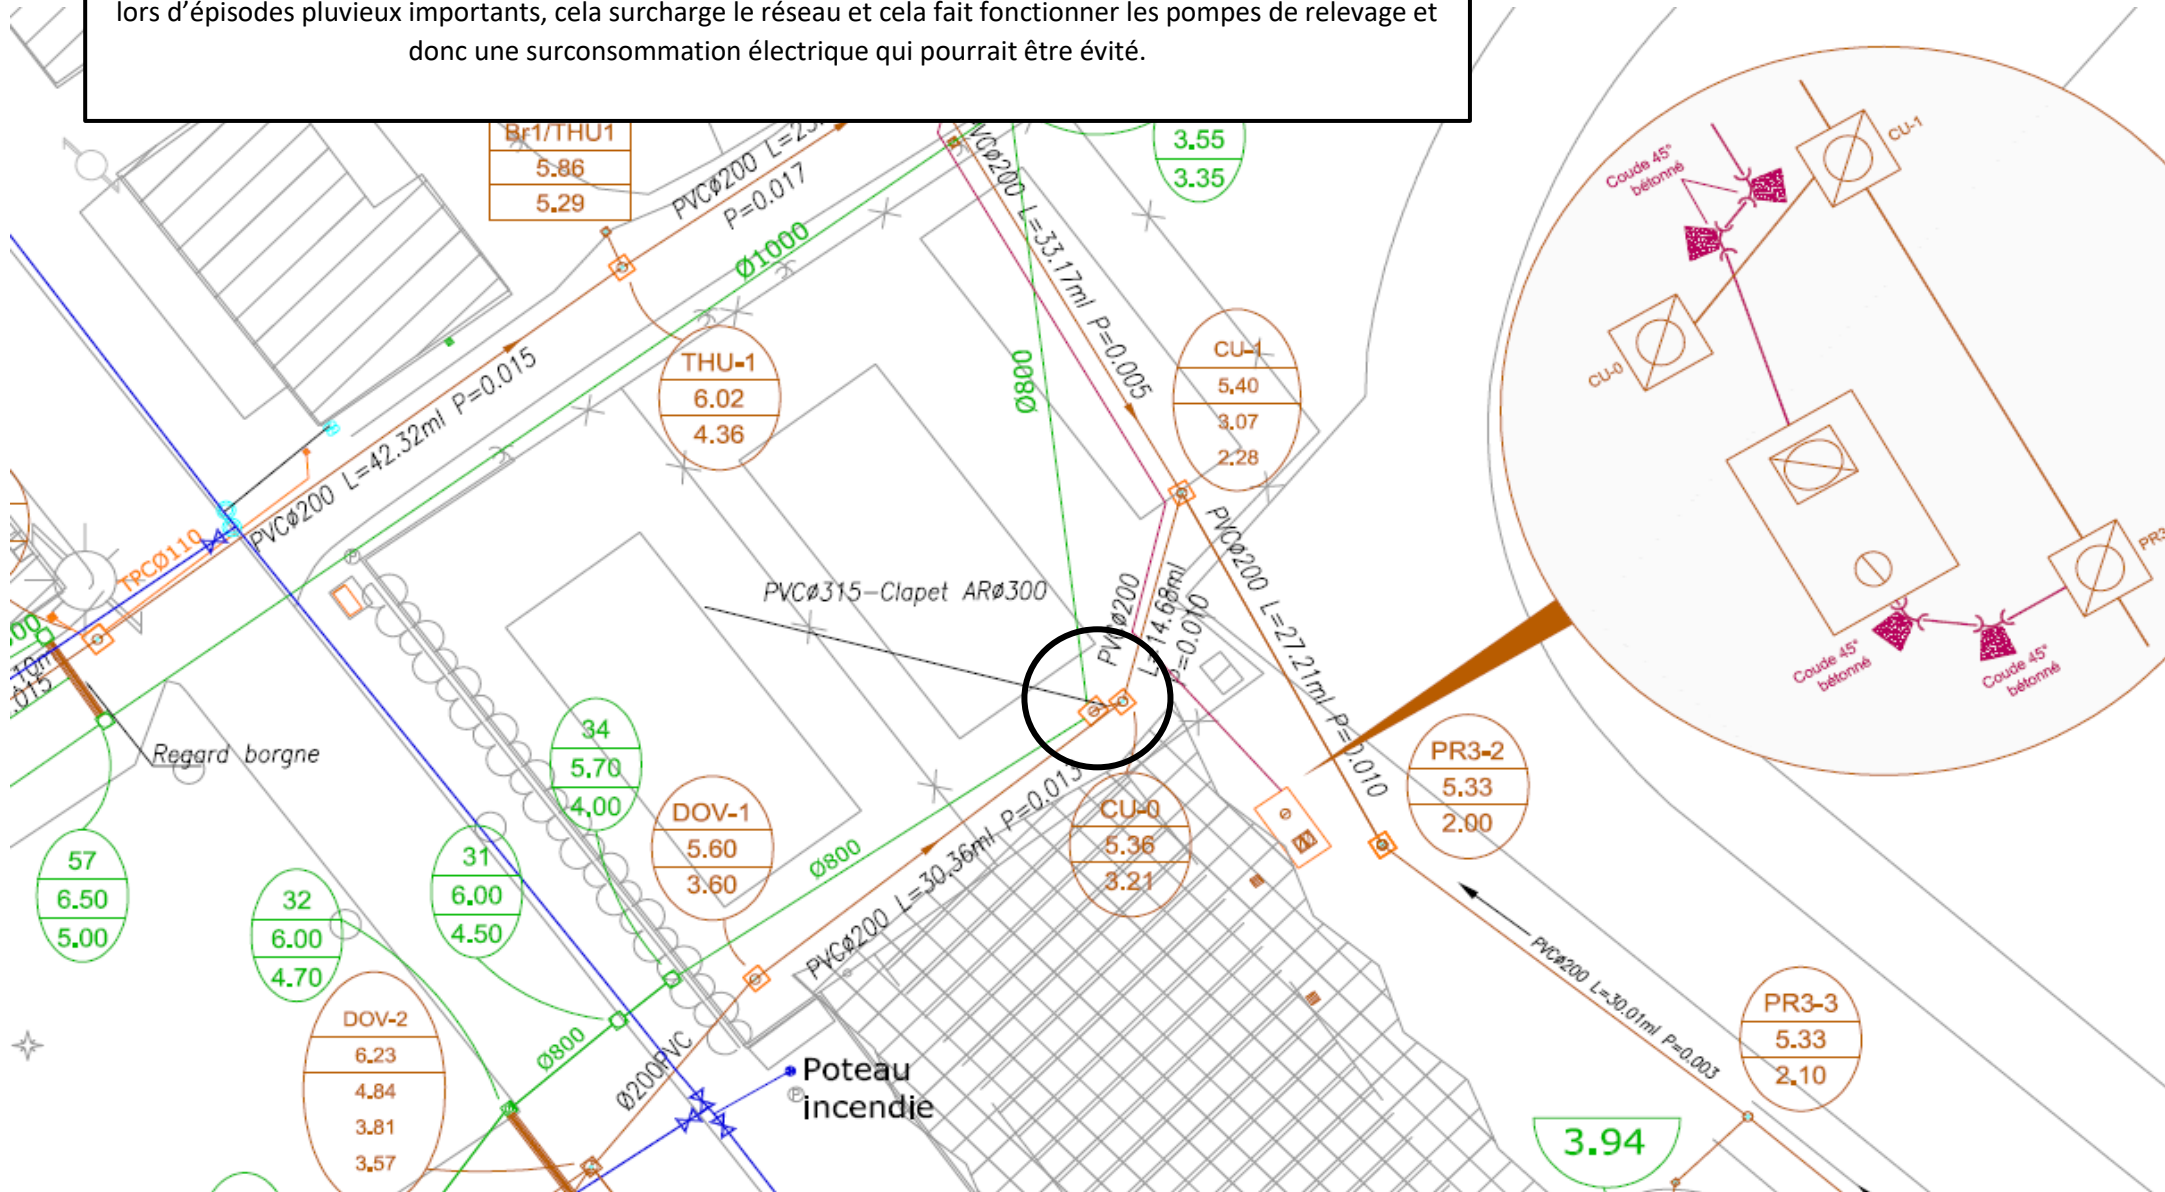 lors d’épisodes pluvieux importants, cela surcharge le réseau et cela fait fonctionner les pompes de relevage et
donc une surconsommation électrique qui pourrait être évité.
Br1/THU1
5.86
5.29
PVCø200 L=23.
P=0.017
Ø1000
3.55
3.35
PVCø200 L=33.17ml P=0.005
Coude 45°
bétonné
CU-1
CU-0
PR3
Coude 45°
bétonné
Coude 45°
bétonné
THU-1
6.02
4.36
Ø800
CU-1
5.40
3.07
2.28
PVCø200 L=42.32ml P=0.015
TPCØ110
PVCø315-Clapet ARø300
PVCø200
L=14.68ml
P=0.010
PVCø200 L=27.21ml P=0.010
.015
Regard borgne
34
5.70
4.00
DOV-1
5.60
3.60
Ø800
PVCø200 L=30.36ml P=0.013
CU-0
5.36
3.21
PR3-2
5.33
2.00
57
6.50
5.00
32
6.00
4.70
31
6.00
4.50
DOV-2
6.23
4.84
3.81
3.57
Ø800
Ø200PVC
Poteau
incendie
PVCø200 L=30.01ml P=0.003
PR3-3
5.33
2.10
3.94